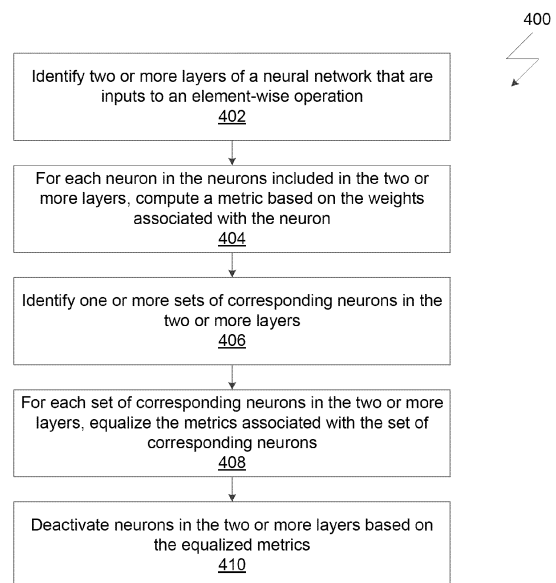 400
Identify two or more layers of a neural network that are
inputs to an element-wise operation
402
For each neuron in the neurons included in the two or
more layers, compute a metric based on the weights
associated with the neuron
404
Identify one or more sets of corresponding neurons in the
two or more layers
406
For each set of corresponding neurons in the two or more
layers, equalize the metrics associated with the set of
corresponding neurons
408
Deactivate neurons in the two or more layers based on
the equalized metrics
410